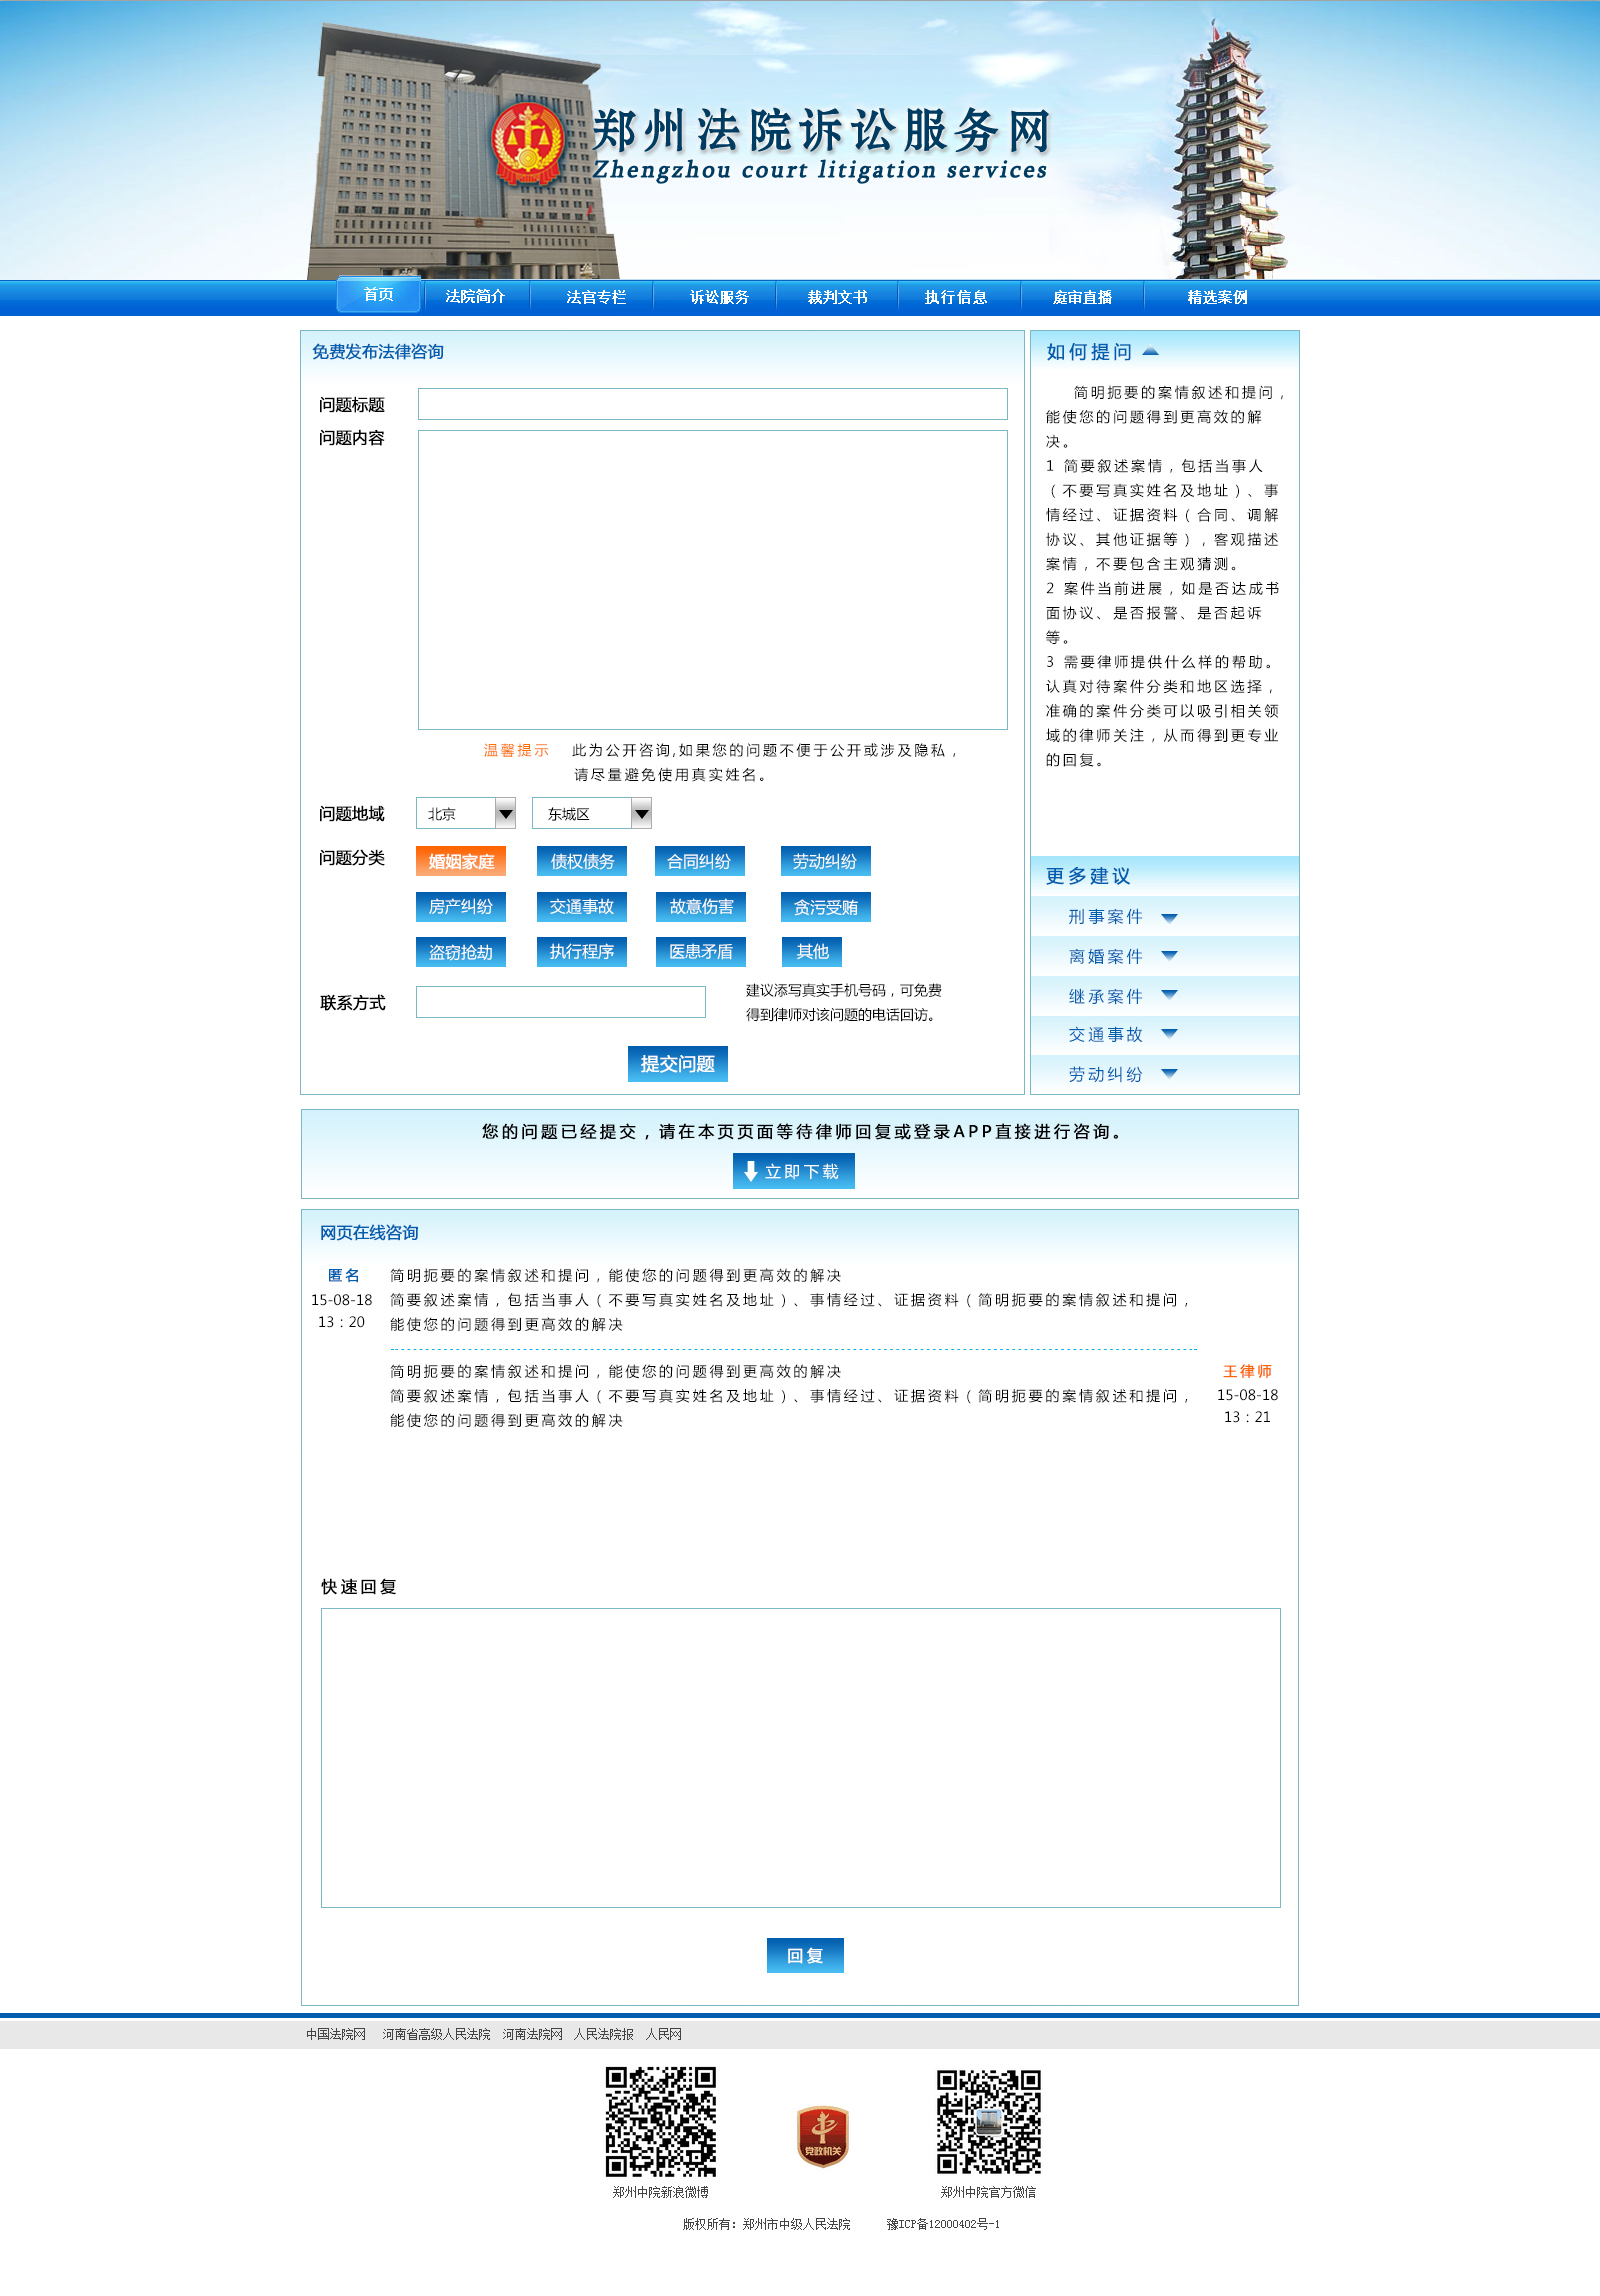 郑州法院诉讼服务网
Zhengzhou court litigation services
首页 法院简介 法官专栏 诉讼服务 裁判文书 执行信息 庭审直播 精选案例
免费发布法律咨询
问题标题
问题内容
温馨提示 此为公开咨询,如果您的问题不便于公开或涉及隐私，
请尽量避免使用真实姓名。
问题地域 北京 东城区
问题分类 婚姻家庭 债权债务 合同纠纷 劳动纠纷
房产纠纷 交通事故 故意伤害 贪污受贿
盗窃抢劫 执行程序 医患矛盾 其他
联系方式
建议添写真实手机号码，可免费
得到律师对该问题的电话回访。
提交问题
如何提问
简明扼要的案情叙述和提问，
能使您的问题得到更高效的解
决。
1 简要叙述案情，包括当事人
（不要写真实姓名及地址）、事
情经过、证据资料（合同、调解
协议、其他证据等），客观描述
案情，不要包含主观猜测。
2 案件当前进展，如是否达成书
面协议、是否报警、是否起诉
等。
3 需要律师提供什么样的帮助。
认真对待案件分类和地区选择，
准确的案件分类可以吸引相关领
域的律师关注，从而得到更专业
的回复。
更多建议
刑事案件
离婚案件
继承案件
交通事故
劳动纠纷
您的问题已经提交，请在本页页面等待律师回复或登录APP直接进行咨询。
立即下载
网页在线咨询
匿名
15-08-18
13：20
简明扼要的案情叙述和提问，能使您的问题得到更高效的解决
简要叙述案情，包括当事人（不要写真实姓名及地址）、事情经过、证据资料（简明扼要的案情叙述和提问，
能使您的问题得到更高效的解决
简明扼要的案情叙述和提问，能使您的问题得到更高效的解决
简要叙述案情，包括当事人（不要写真实姓名及地址）、事情经过、证据资料（简明扼要的案情叙述和提问，
能使您的问题得到更高效的解决
王律师
15-08-18
13：21
快速回复
回复
中国法院网 河南省高级人民法院 河南法院网 人民法院报 人民网
党政机关
郑州中院新浪微博 郑州中院官方微信
版权所有：郑州市中级人民法院 豫ICP备12000402号-1